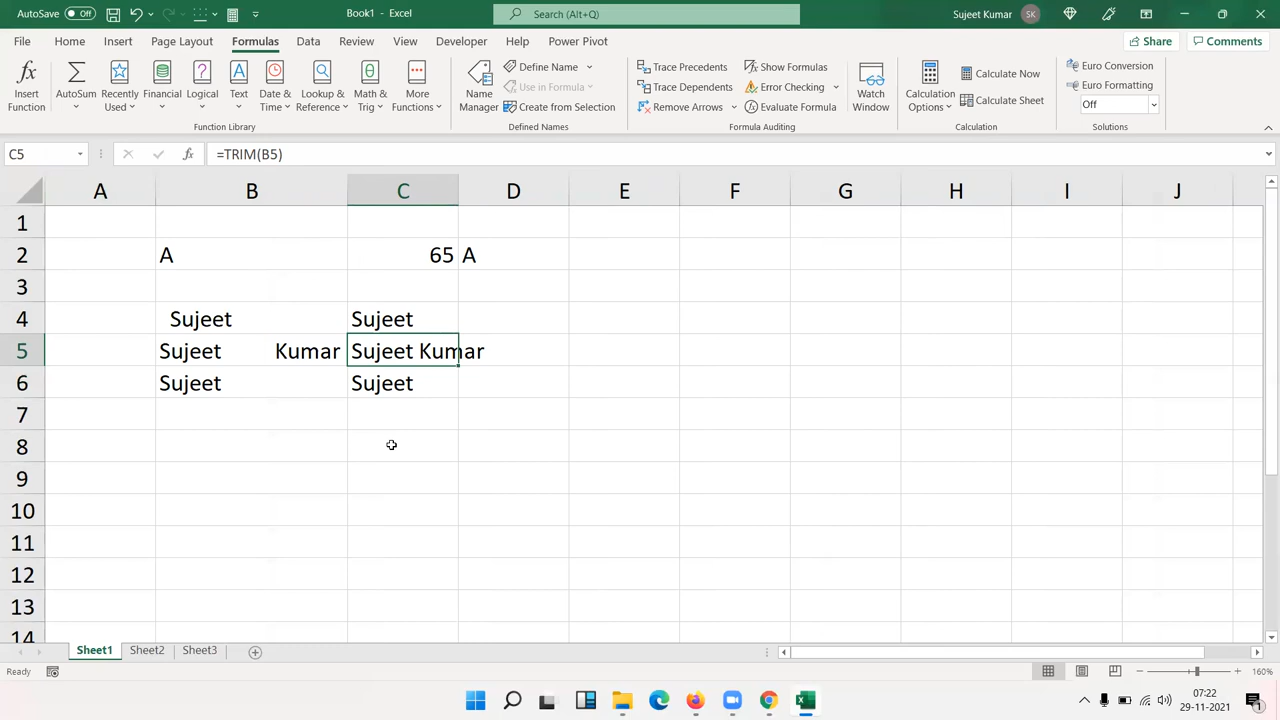 AutoSave Off Book1 - Excel Search (Alt+Q) Sujeet Kumar SK
File Home Insert Page Layout Formulas Data Review View Developer Help Power Pivot Share Comments
Insert Function
AutoSum
Recently Used
Financial
Logical
Text
Date & Time
Lookup & Reference
Math & Trig
More Functions
Function Library
Name Manager
Define Name
Use in Formula
Create from Selection
Defined Names
Trace Precedents
Trace Dependents
Remove Arrows
Show Formulas
Error Checking
Evaluate Formula
Formula Auditing
Watch Window
Calculation Options
Calculate Now
Calculate Sheet
Calculation
Euro Conversion
Euro Formatting
Off
Solutions
C5 fx =TRIM(B5)
A B C D E F G H I J
1
2 A 65 A
3
4 Sujeet Sujeet
5 Sujeet Kumar Sujeet Kumar
6 Sujeet Sujeet
7
8
9
10
11
12
13
14
Sheet1 Sheet2 Sheet3
Ready 160%
07:22
29-11-2021